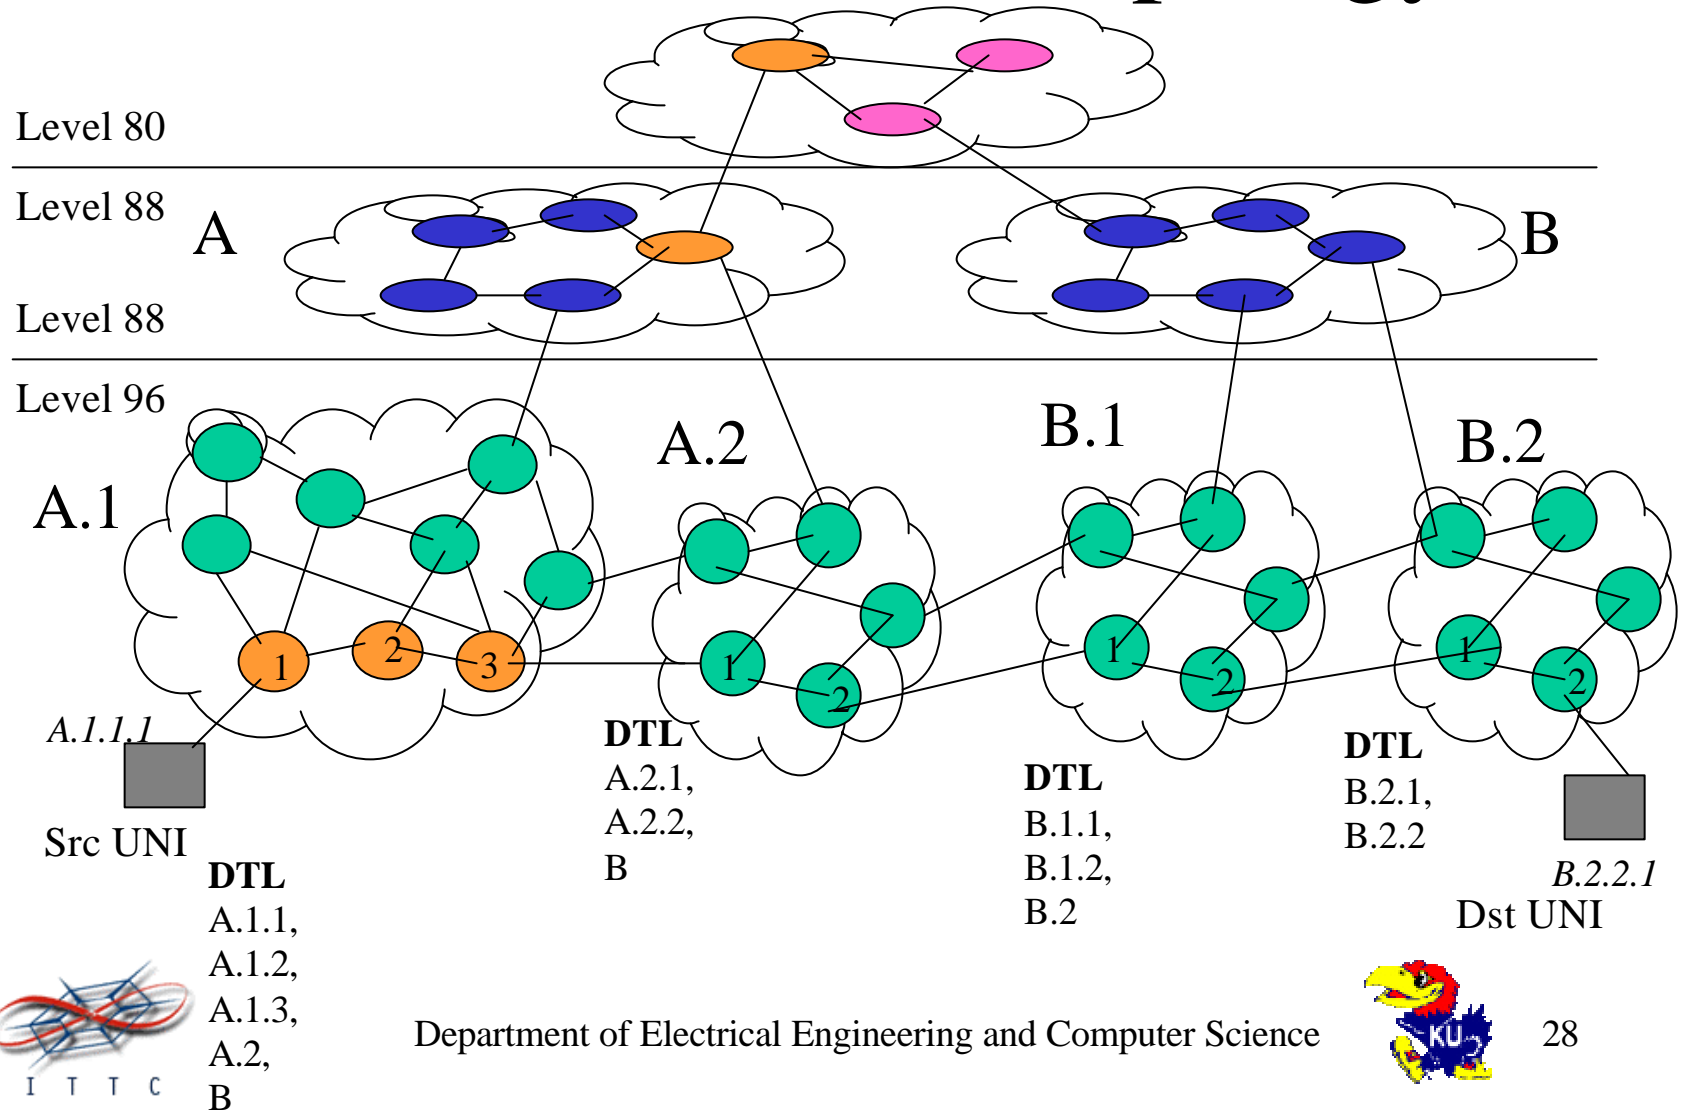 Level 80
Level 88
A
B
Level 88
Level 96
A.1
A.2
B.1
B.2
1
2
3
1
2
1
2
1
2
A.1.1.1
Src UNI
DTL
A.1.1,
A.1.2,
A.1.3,
A.2,
B
DTL
A.2.1,
A.2.2,
B
DTL
B.1.1,
B.1.2,
B.2
DTL
B.2.1,
B.2.2
B.2.2.1
Dst UNI
I T T C
Department of Electrical Engineering and Computer Science
KU
28